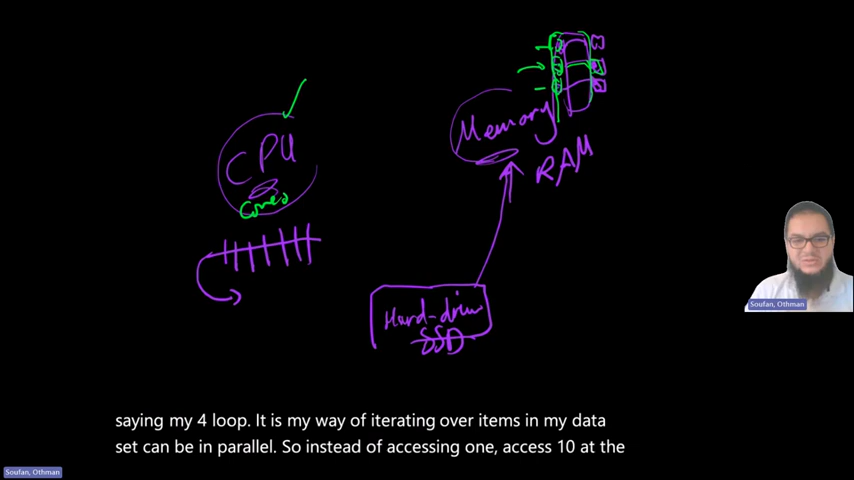 CPU
Cores
Memory
RAM
Hard-drive
SSD
Soufan, Othman
saying my 4 loop. It is my way of iterating over items in my data
set can be in parallel. So instead of accessing one, access 10 at the
Soufan, Othman